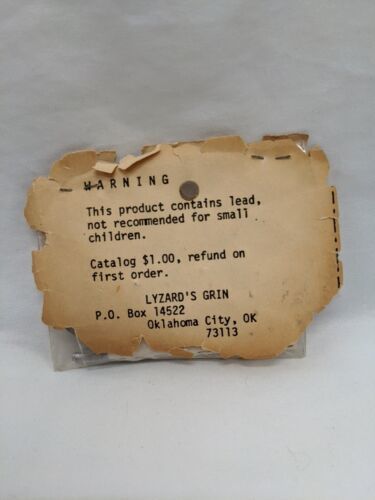 WARNING
This product contains lead,
not recommended for small
children.
Catalog $1.00, refund on
first order.
LYZARD'S GRIN
P.O. Box 14522
Oklahoma City, OK
73113